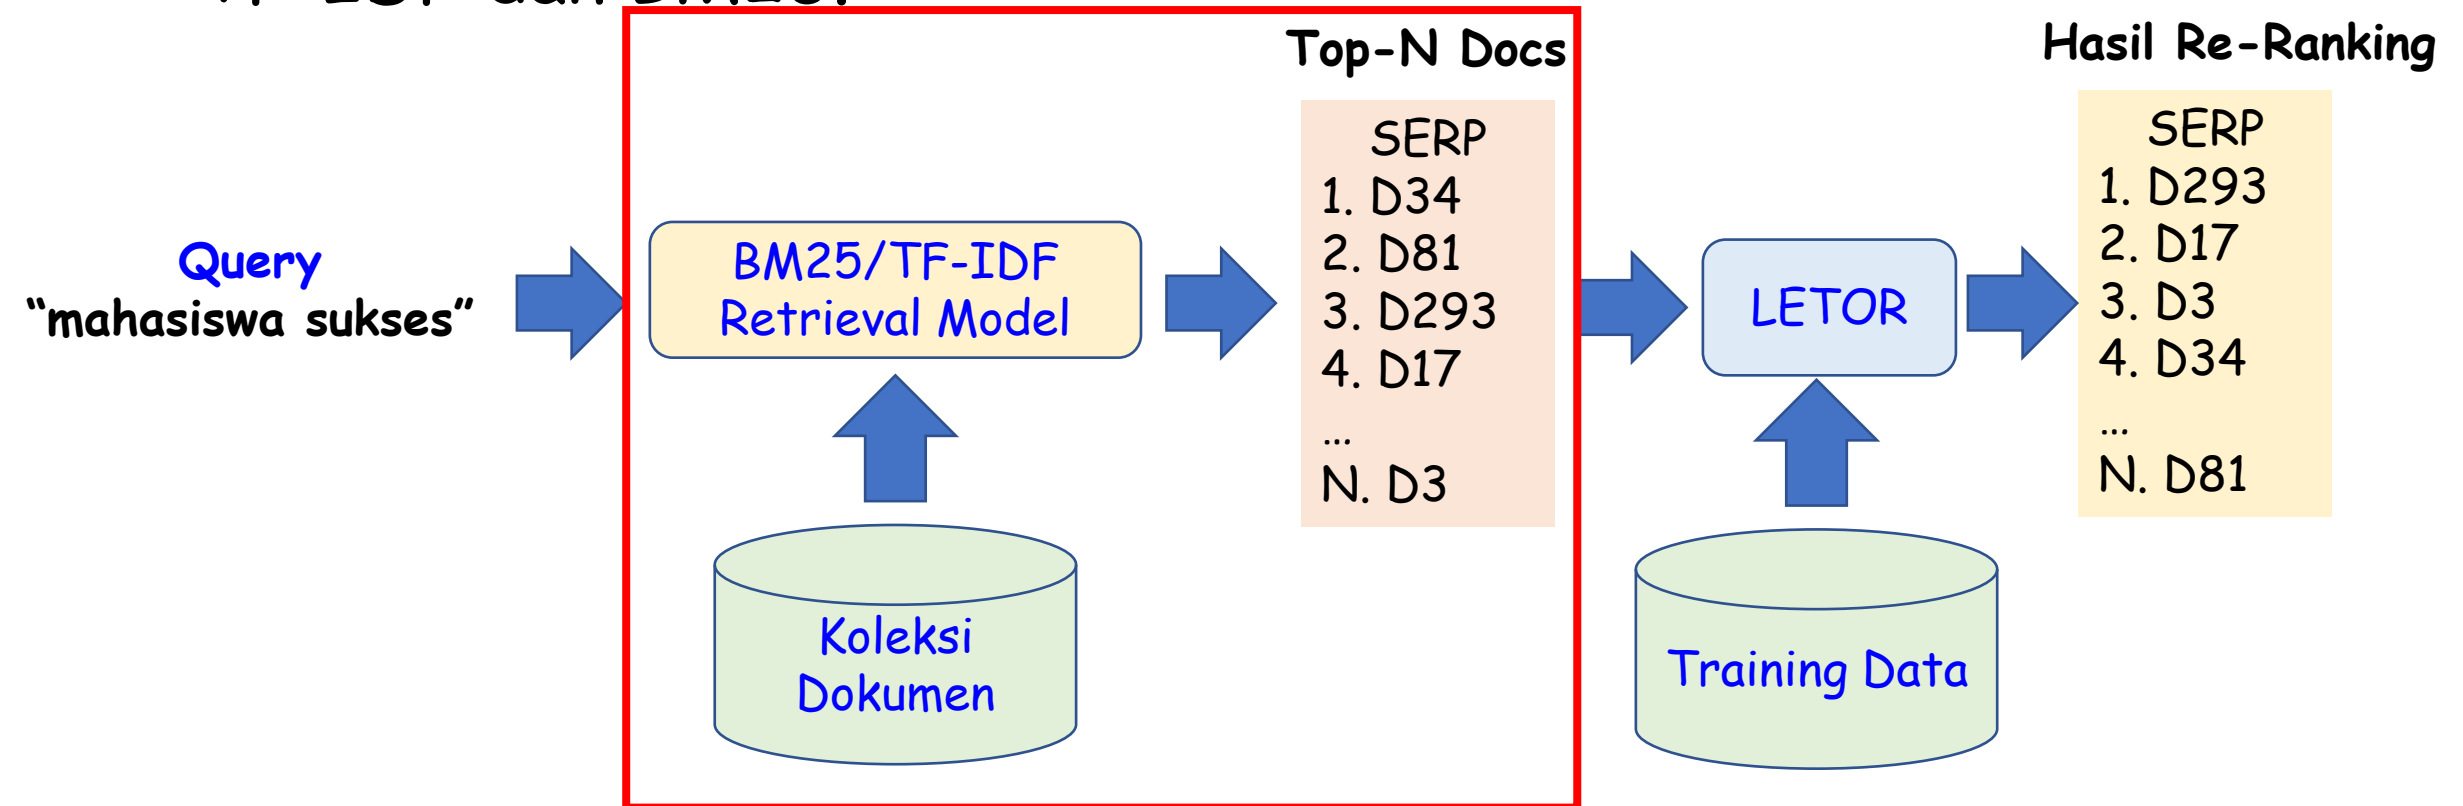 Top-N Docs
Hasil Re-Ranking
Query
“mahasiswa sukses”
BM25/TF-IDF
Retrieval Model
Koleksi
Dokumen
SERP
1. D34
2. D81
3. D293
4. D17
...
N. D3
LETOR
Training Data
SERP
1. D293
2. D17
3. D3
4. D34
...
N. D81